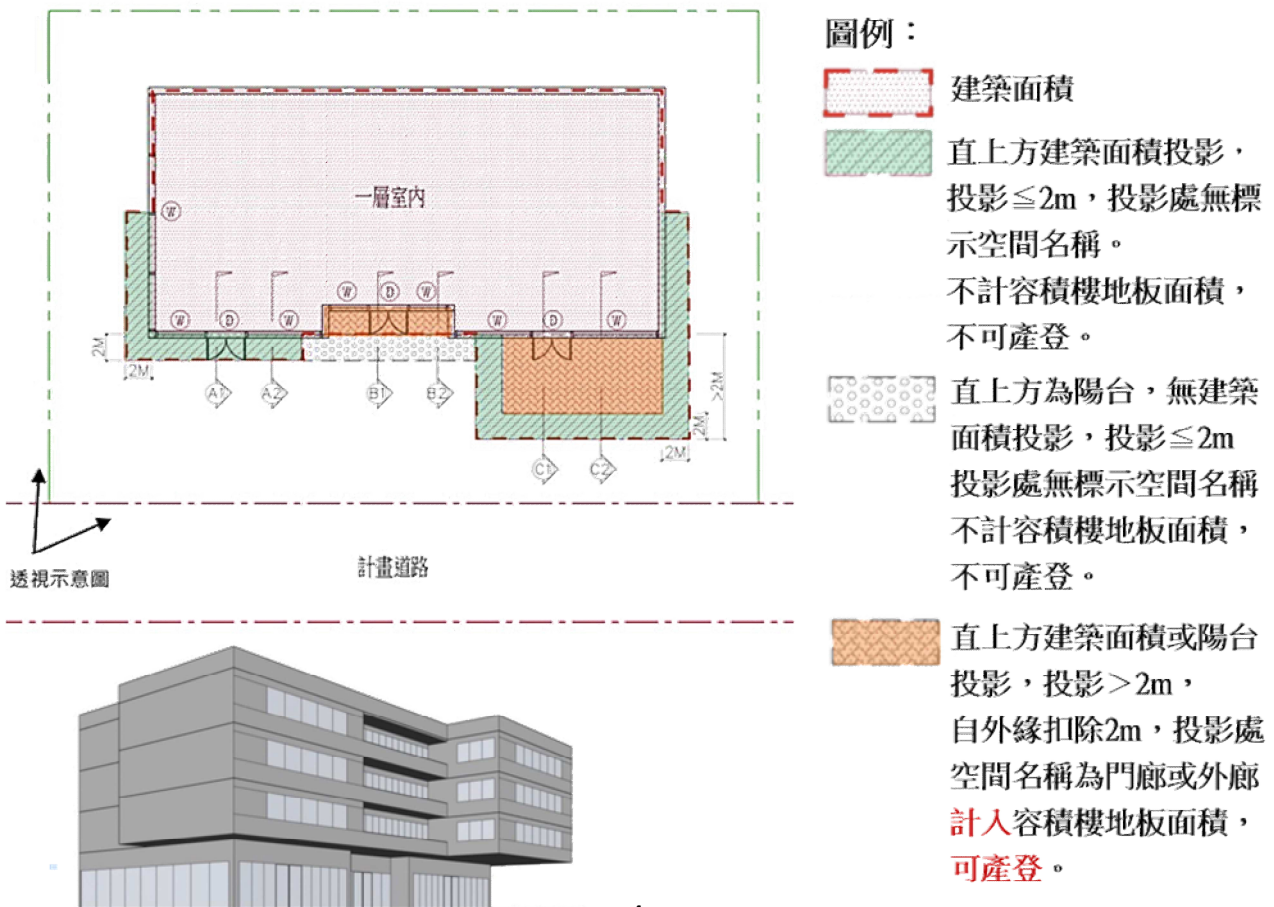 圖例：
建築面積
直上方建築面積投影，
投影≦2m，投影處無標
示空間名稱。
不計容積樓地板面積，
不可產登。
直上方為陽台，無建築
面積投影，投影≦2m
投影處無標示空間名稱
不計容積樓地板面積，
不可產登。
直上方建築面積或陽台
投影，投影＞2m，
自外緣扣除2m，投影處
空間名稱為門廊或外廊
計入容積樓地板面積，
可產登。
一層室內
W
W D W
W D W
W D W
2M
2M
A1 A2 B1 B2
>2M
2M
2M
C1 C2
透視示意圖
計畫道路